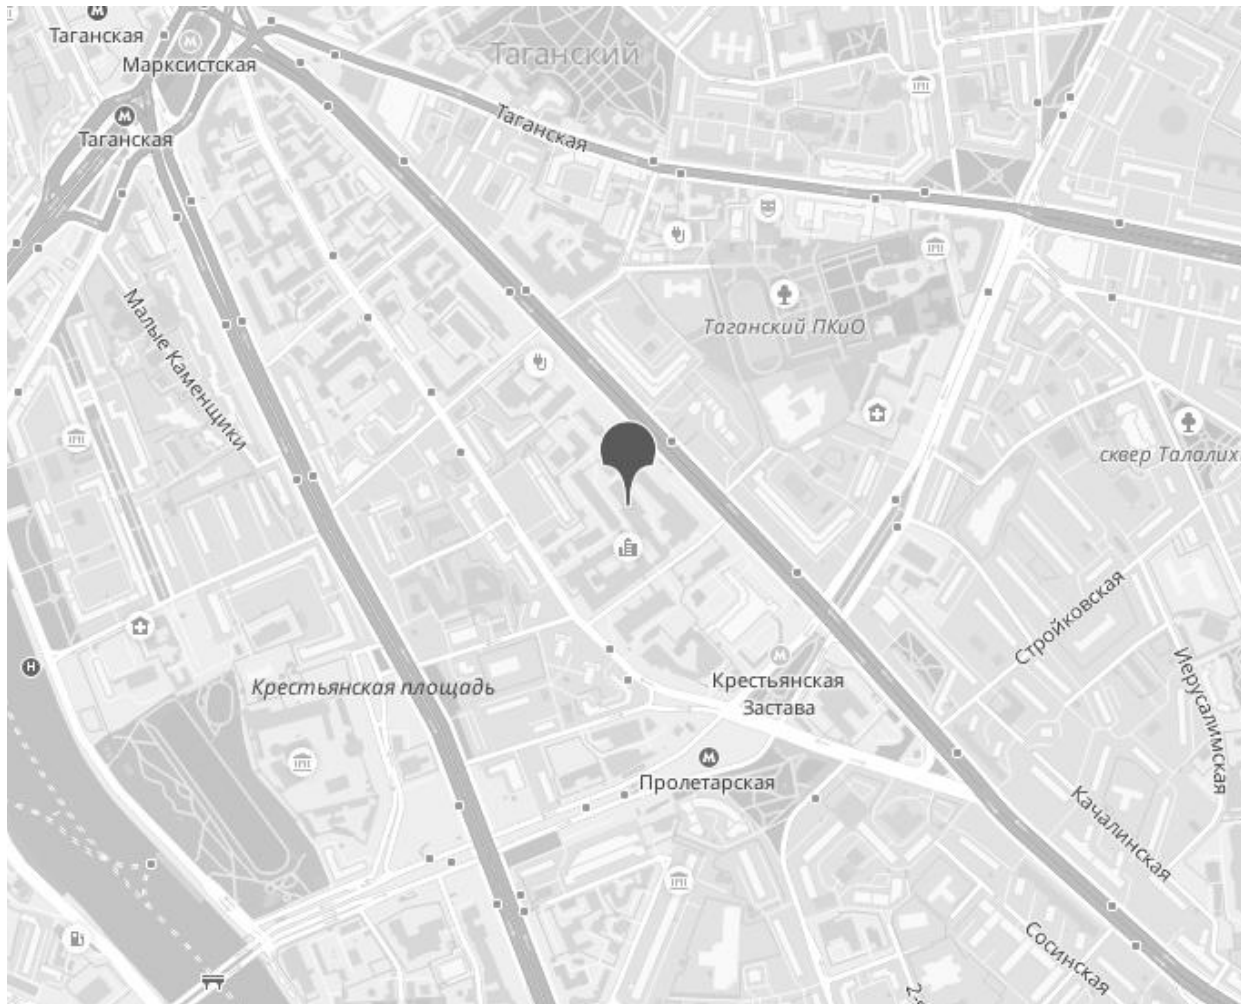 Таганская
Марксистская
Таганский
Таганская
Таганская
Малые Каменщики
Таганский ПКиО
сквер Талалих
Стройковская
Иерусалимская
Крестьянская площадь
Крестьянская
Застава
Пролетарская
Качалинская
Сосинская